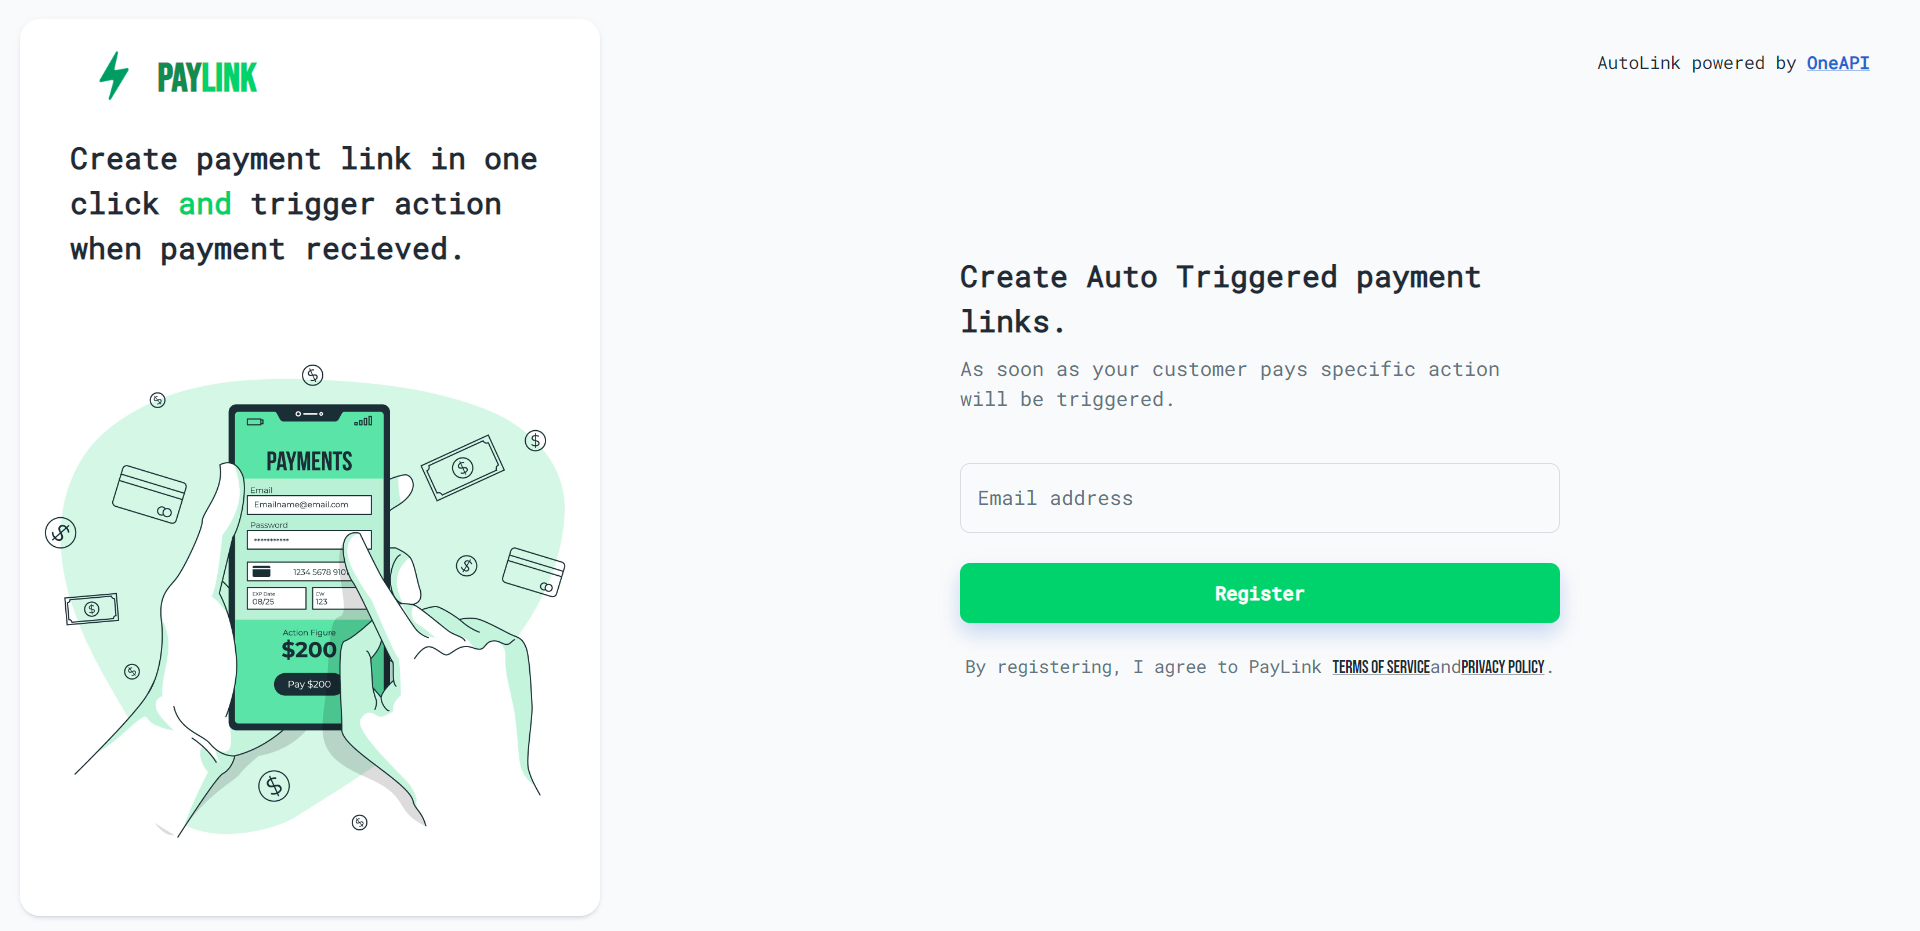 PAYLINK
Create payment link in one
click and trigger action
when payment recieved.
PAYMENTS
Email
Emailname@email.com
Password
***********
1234 5678 910
EXP Date
08/25
CVV
123
Action Figure
$200
Pay $200
AutoLink powered by OneAPI
Create Auto Triggered payment
links.
As soon as your customer pays specific action
will be triggered.
Email address
Register
By registering, I agree to PayLink TERMS OF SERVICEandPRIVACY POLICY.